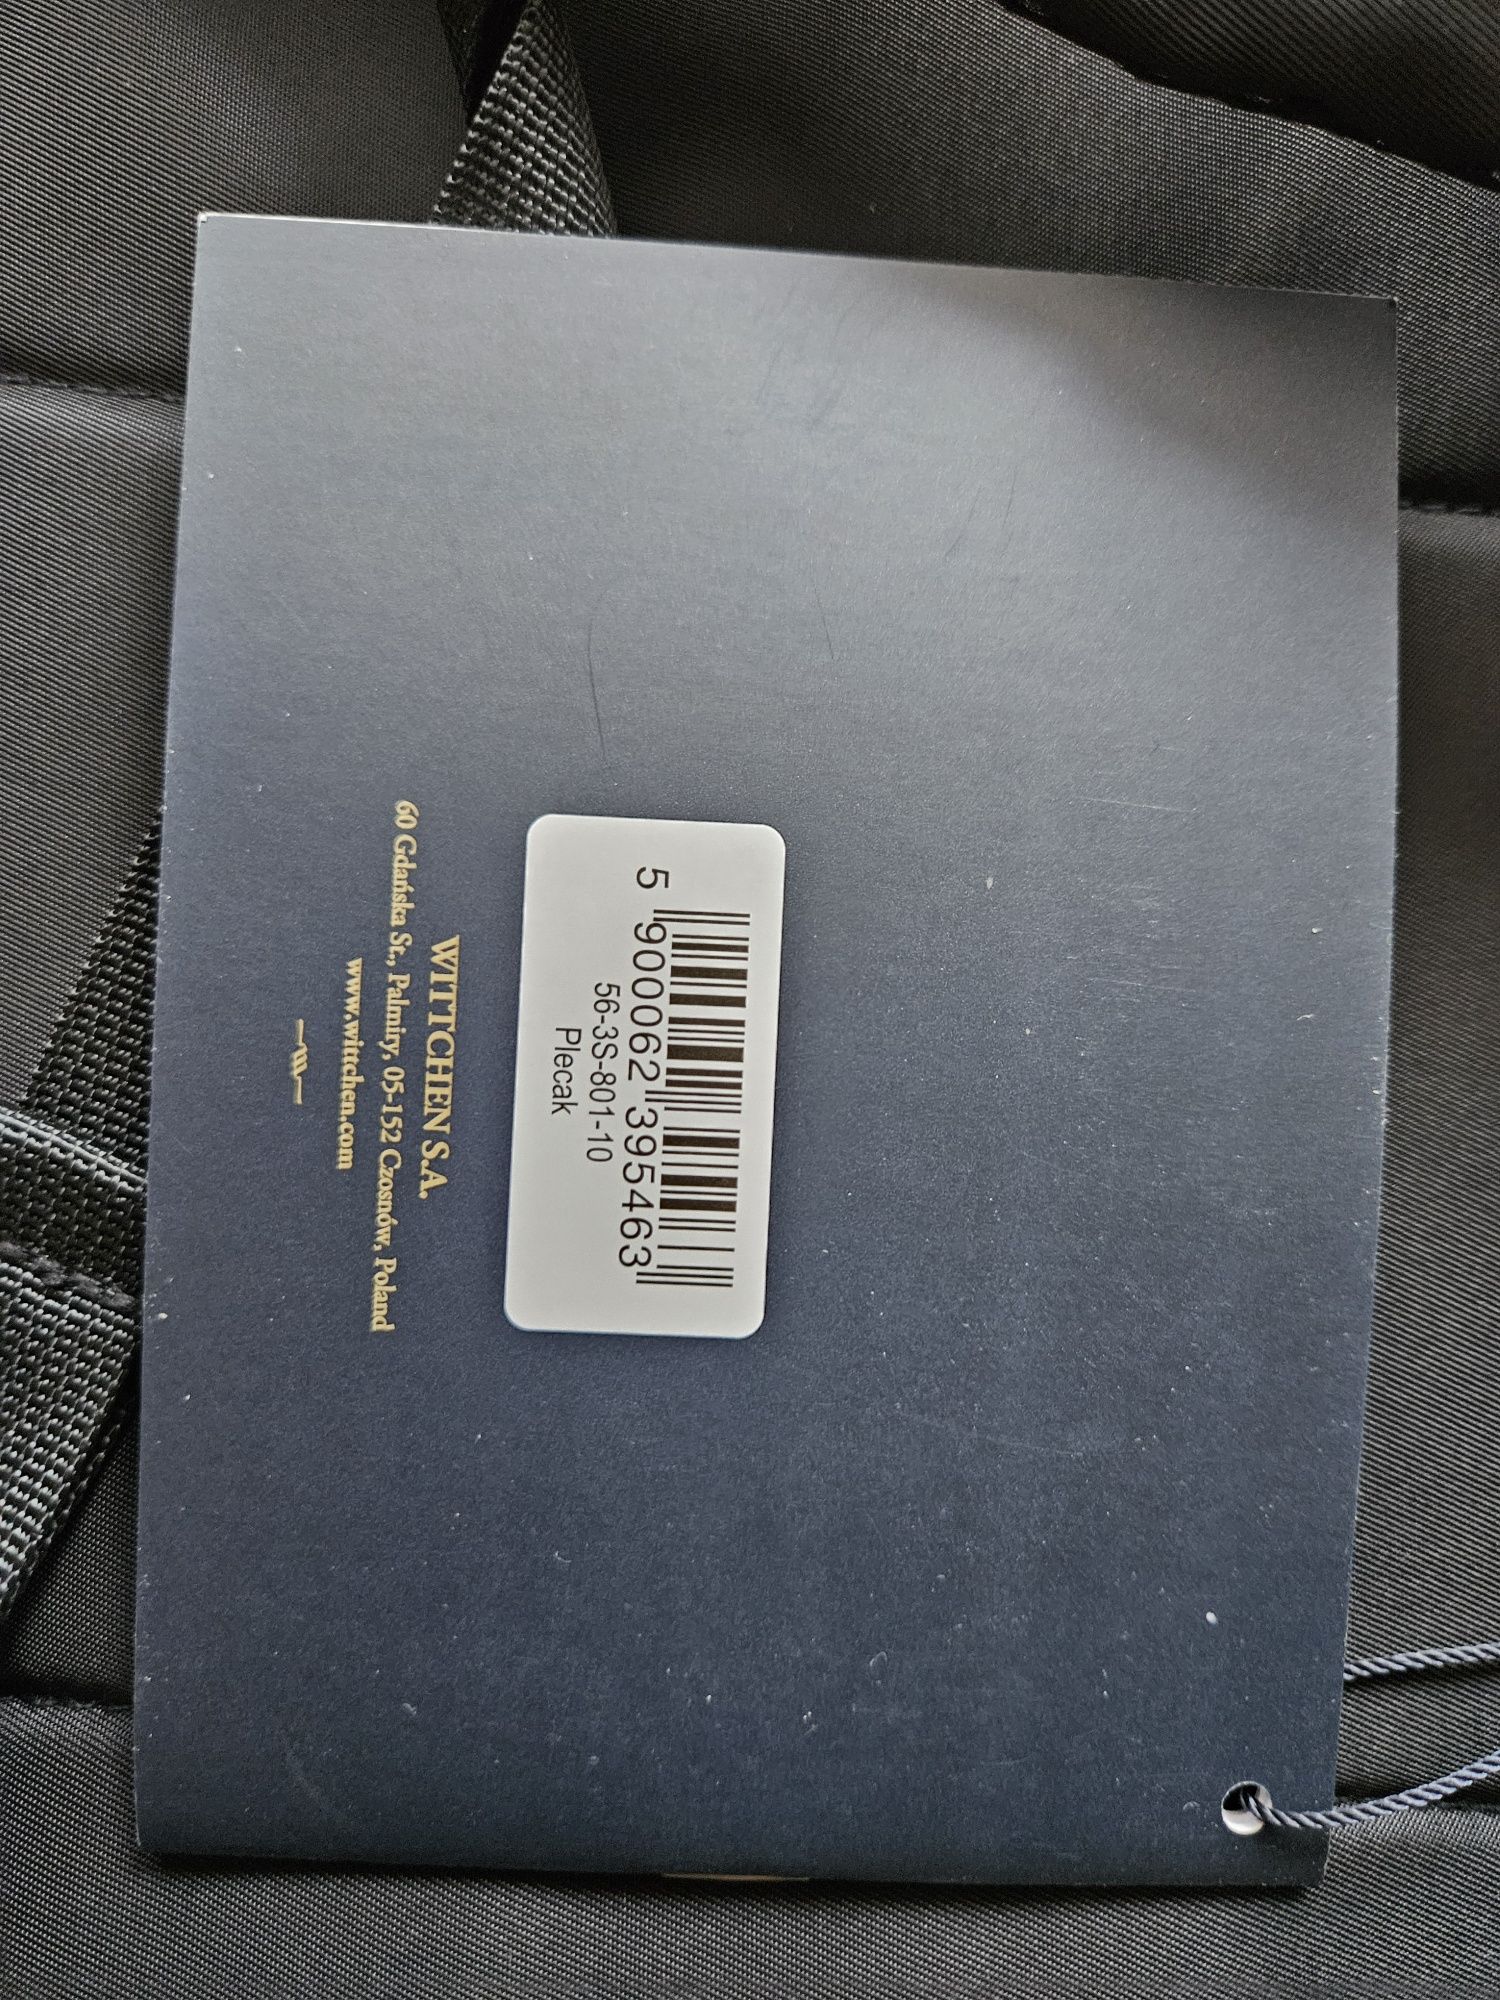 5 900062 395463
56-3S-801-10
Plecak
WITTCHEN S.A.
60 Gdańska St., Palmiry, 05-152 Czosnów, Poland
www.wittchen.com